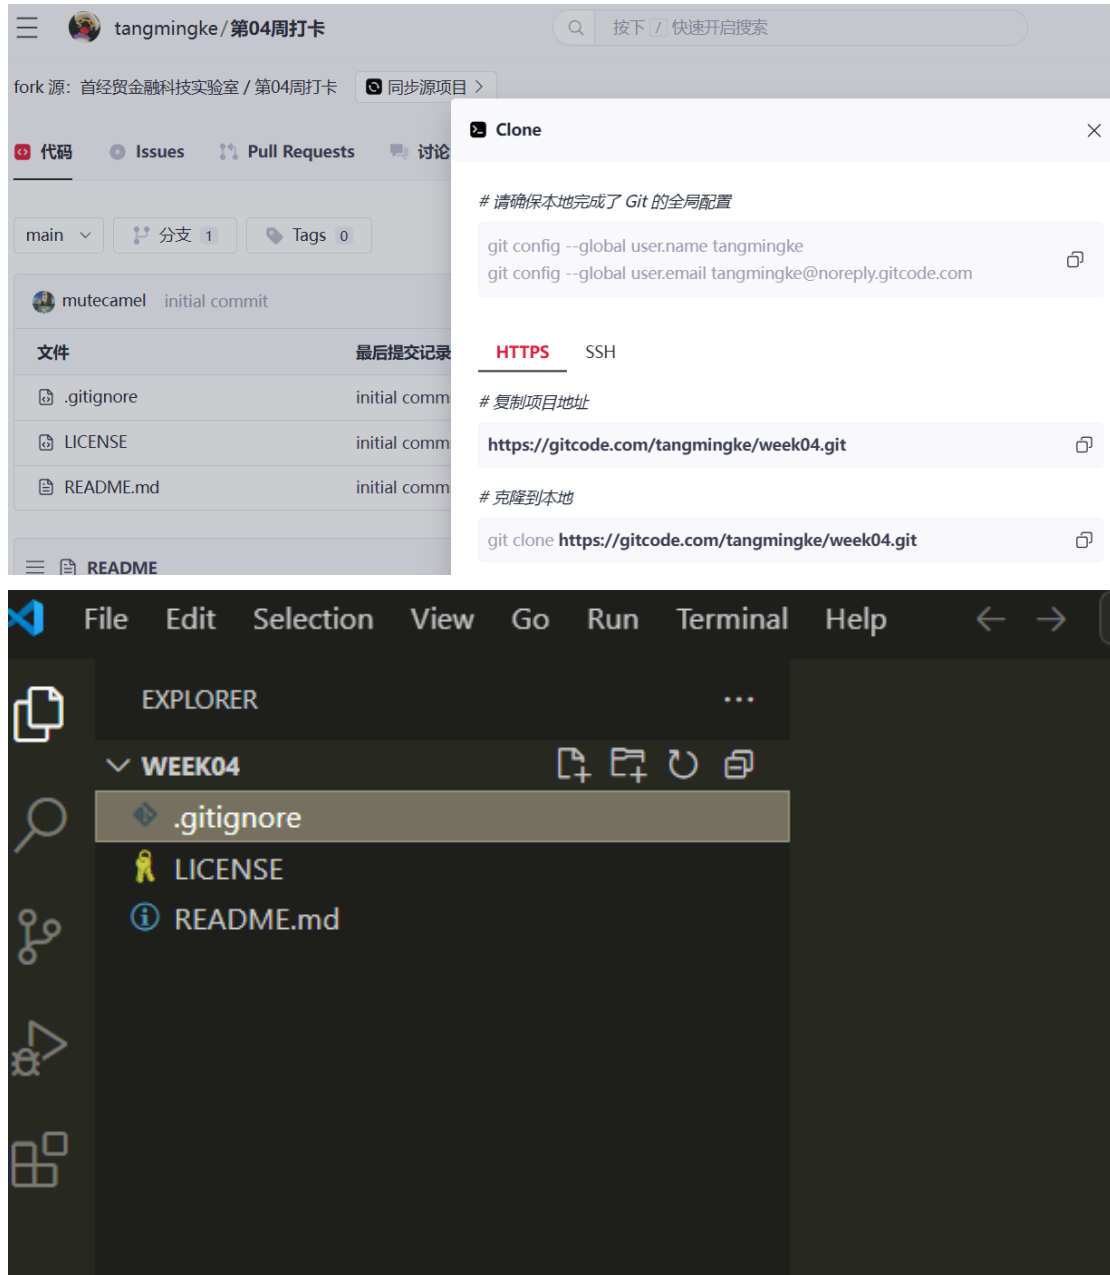 tangmingke / 第04周打卡
按下 / 快速开启搜索
fork 源: 首经贸金融科技实验室 / 第04周打卡
同步源项目
代码
Issues
Pull Requests
讨论
main
分支 1
Tags 0
mutecamel initial commit
文件 最后提交记录
.gitignore initial comm
LICENSE initial comm
README.md initial comm
README
Clone
# 请确保本地完成了 Git 的全局配置
git config --global user.name tangmingke
git config --global user.email tangmingke@noreply.gitcode.com
HTTPS SSH
# 复制项目地址
https://gitcode.com/tangmingke/week04.git
# 克隆到本地
git clone https://gitcode.com/tangmingke/week04.git
File Edit Selection View Go Run Terminal Help
EXPLORER
WEEK04
.gitignore
LICENSE
README.md